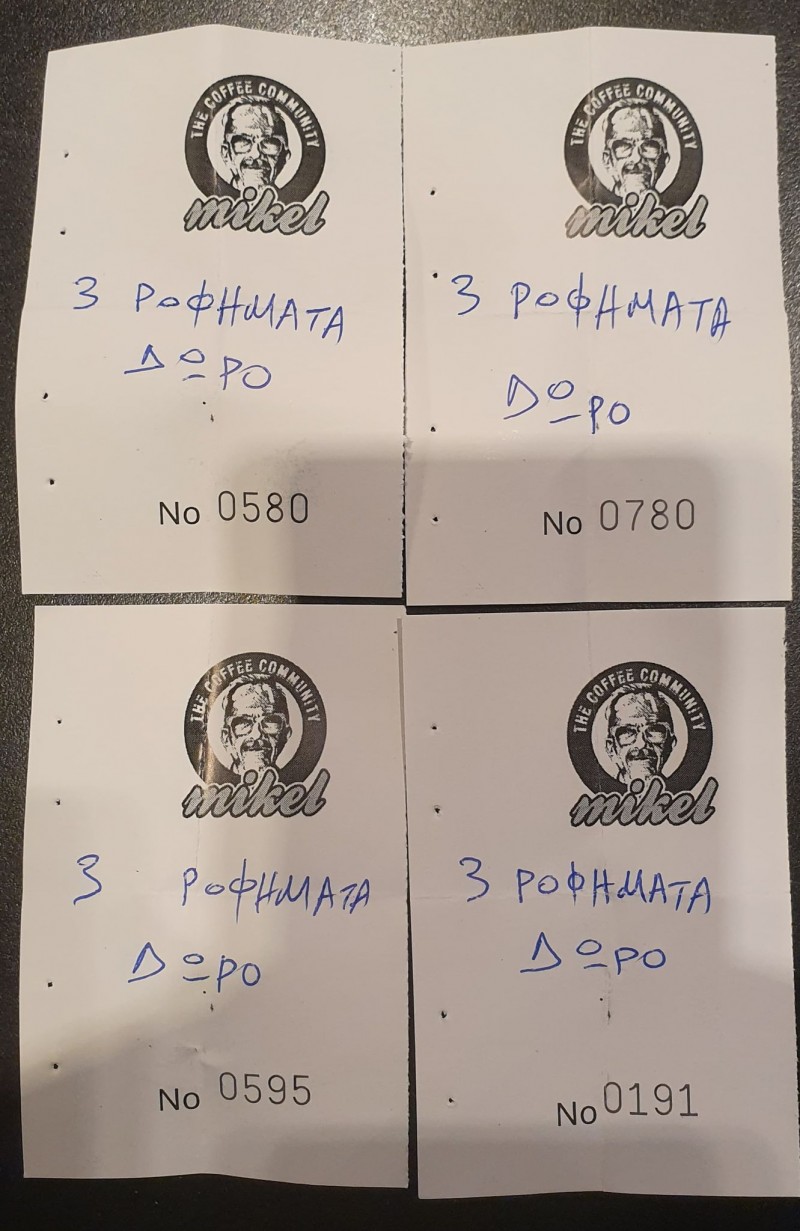 THE COFFEE COMMUNITY
mikel
3 ΡΟΦΗΜΑΤΑ
ΔΩΡΟ
No 0580
THE COFFEE COMMUNITY
mikel
3 ΡΟΦΗΜΑΤΑ
ΔΩΡΟ
No 0780
THE COFFEE COMMUNITY
mikel
3 ΡΟΦΗΜΑΤΑ
ΔΩΡΟ
No 0595
THE COFFEE COMMUNITY
mikel
3 ΡΟΦΗΜΑΤΑ
ΔΩΡΟ
No 0191